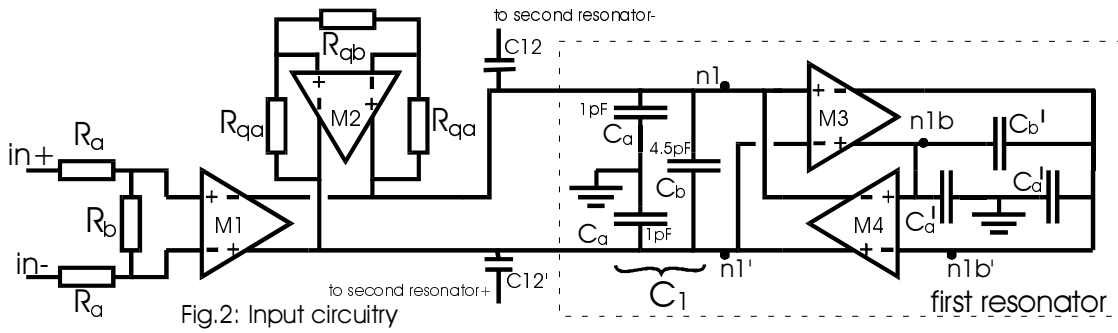 to second resonator-
C12
Rqb
+ -
M2
Rqa
Rqa
n1
1pF
Ca
4.5pF
Cb
Ca
1pF
C1
n1'
+ -
M3
- +
n1b
Cb'
Ca'
Ca'
- +
M4
+ -
n1b'
first resonator
Ra
in+
Rb
in-
Ra
+ -
M1
- +
C12'
to second resonator+
Fig.2: Input circuitry